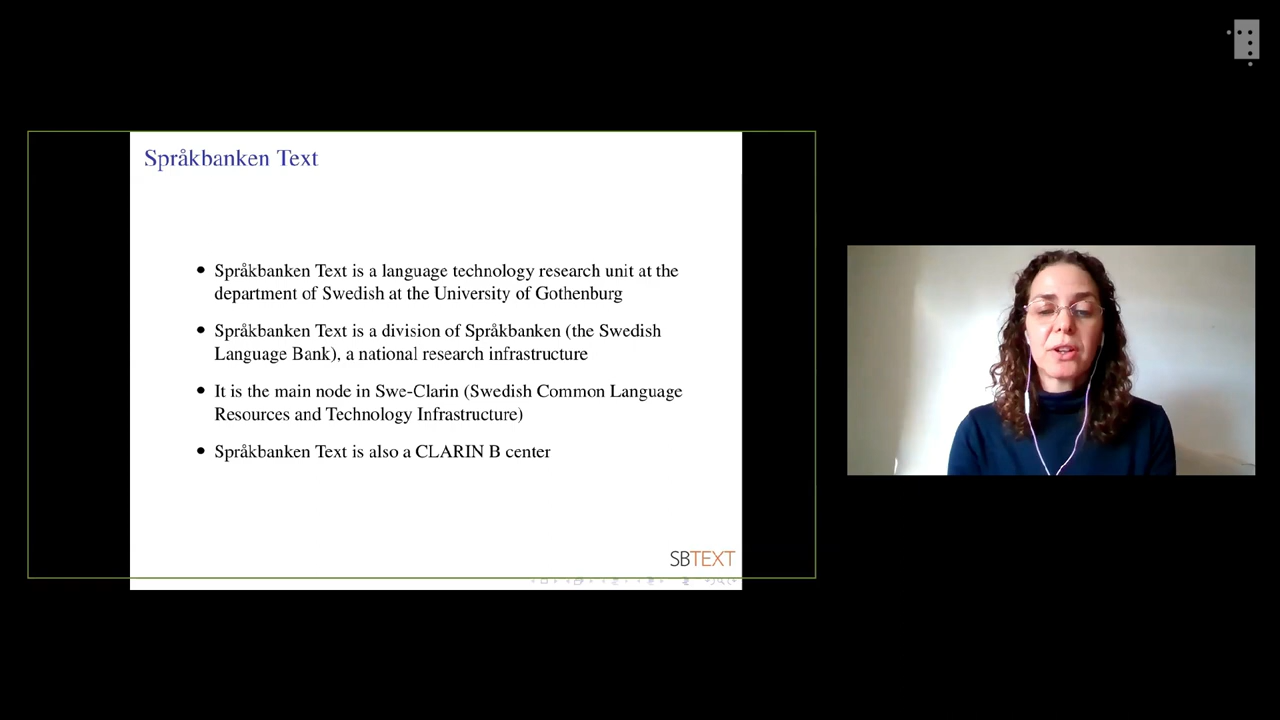 Språkbanken Text
• Språkbanken Text is a language technology research unit at the
department of Swedish at the University of Gothenburg
• Språkbanken Text is a division of Språkbanken (the Swedish
Language Bank), a national research infrastructure
• It is the main node in Swe-Clarin (Swedish Common Language
Resources and Technology Infrastructure)
• Språkbanken Text is also a CLARIN B center
SBTEXT